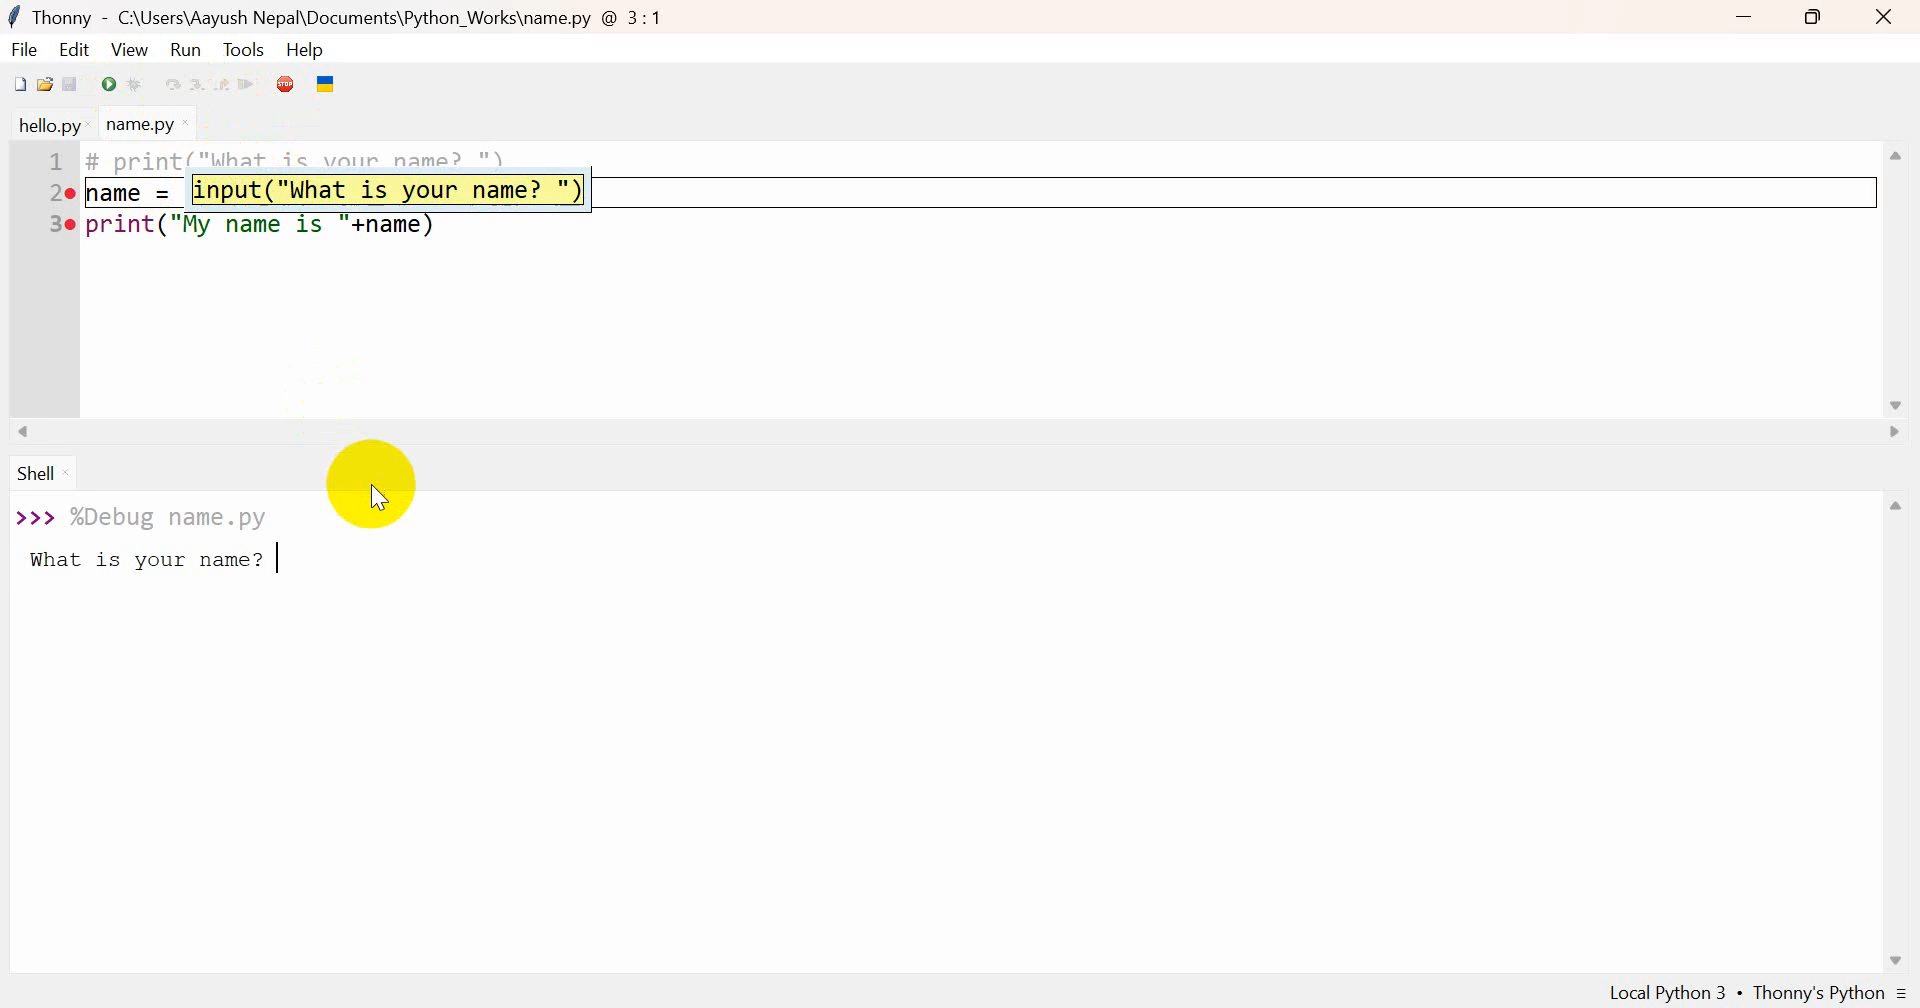 Thonny - C:\Users\Aayush Nepal\Documents\Python_Works\name.py @ 3 : 1
File Edit View Run Tools Help
STOP
hello.py × name.py ×
1 # print("What is your name? ")
2 name = input("What is your name? ")
3 print("My name is "+name)
Shell ×
>>> %Debug name.py
What is your name?
Local Python 3 • Thonny's Python ≡